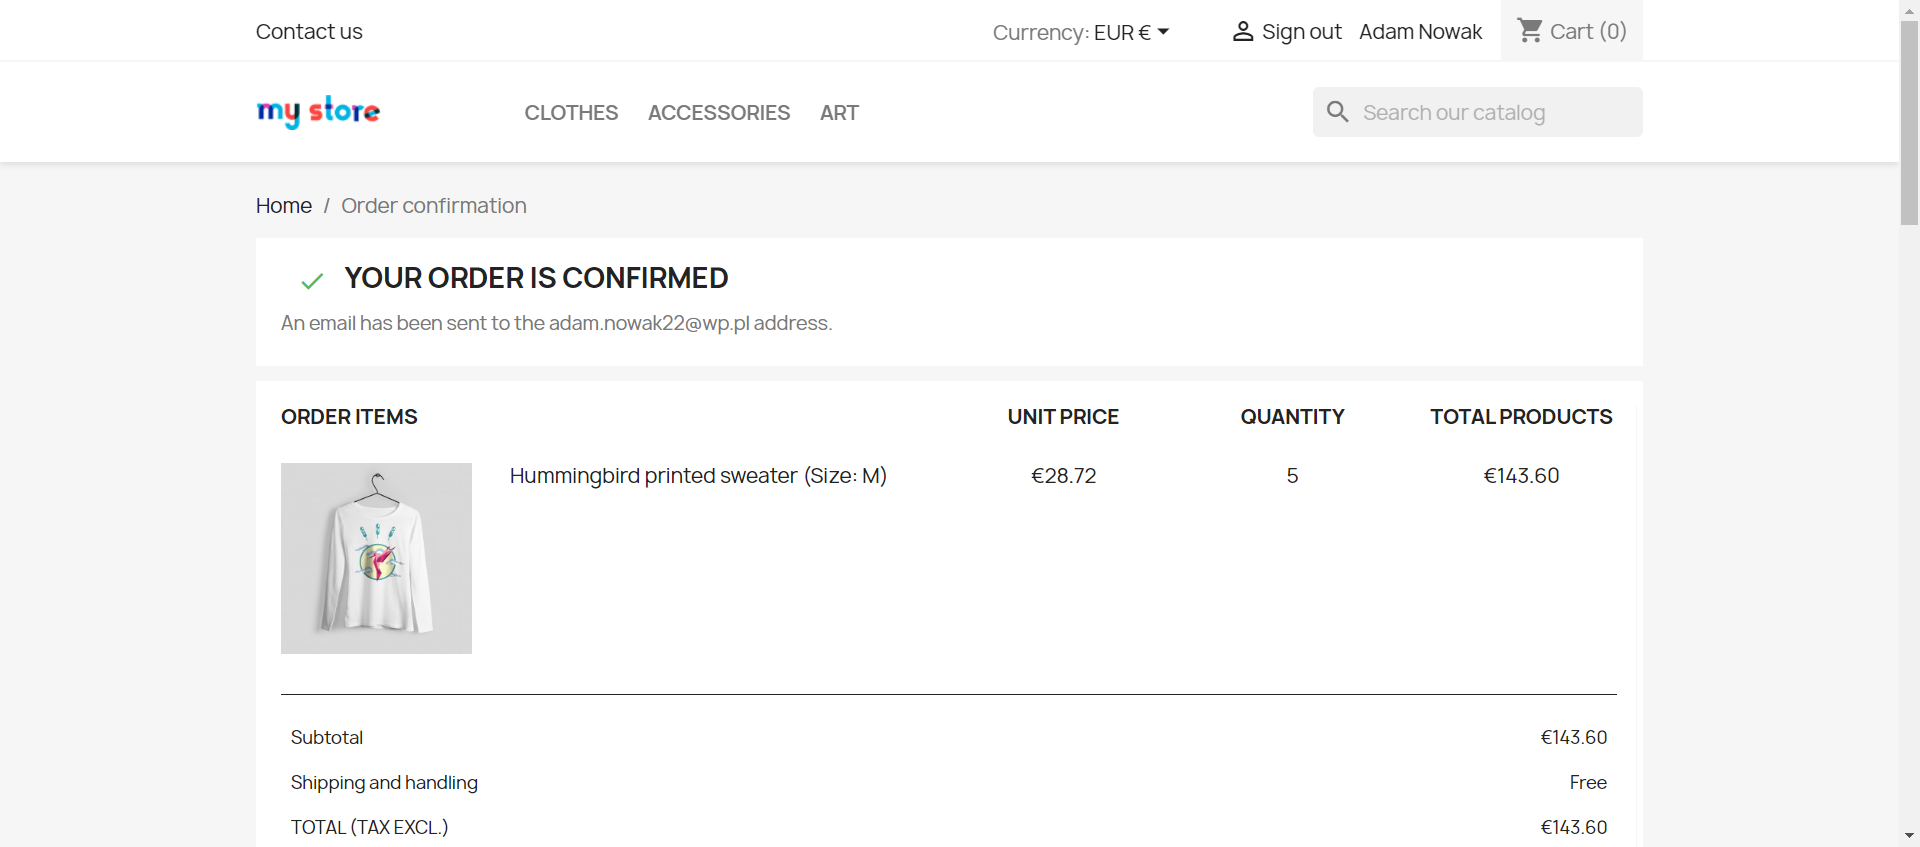 Contact us
Currency: EUR € Sign out Adam Nowak Cart (0)
my store CLOTHES ACCESSORIES ART Search our catalog
Home / Order confirmation
YOUR ORDER IS CONFIRMED
An email has been sent to the adam.nowak22@wp.pl address.
ORDER ITEMS UNIT PRICE QUANTITY TOTAL PRODUCTS
Hummingbird printed sweater (Size: M) €28.72 5 €143.60
Subtotal €143.60
Shipping and handling Free
TOTAL (TAX EXCL.) €143.60